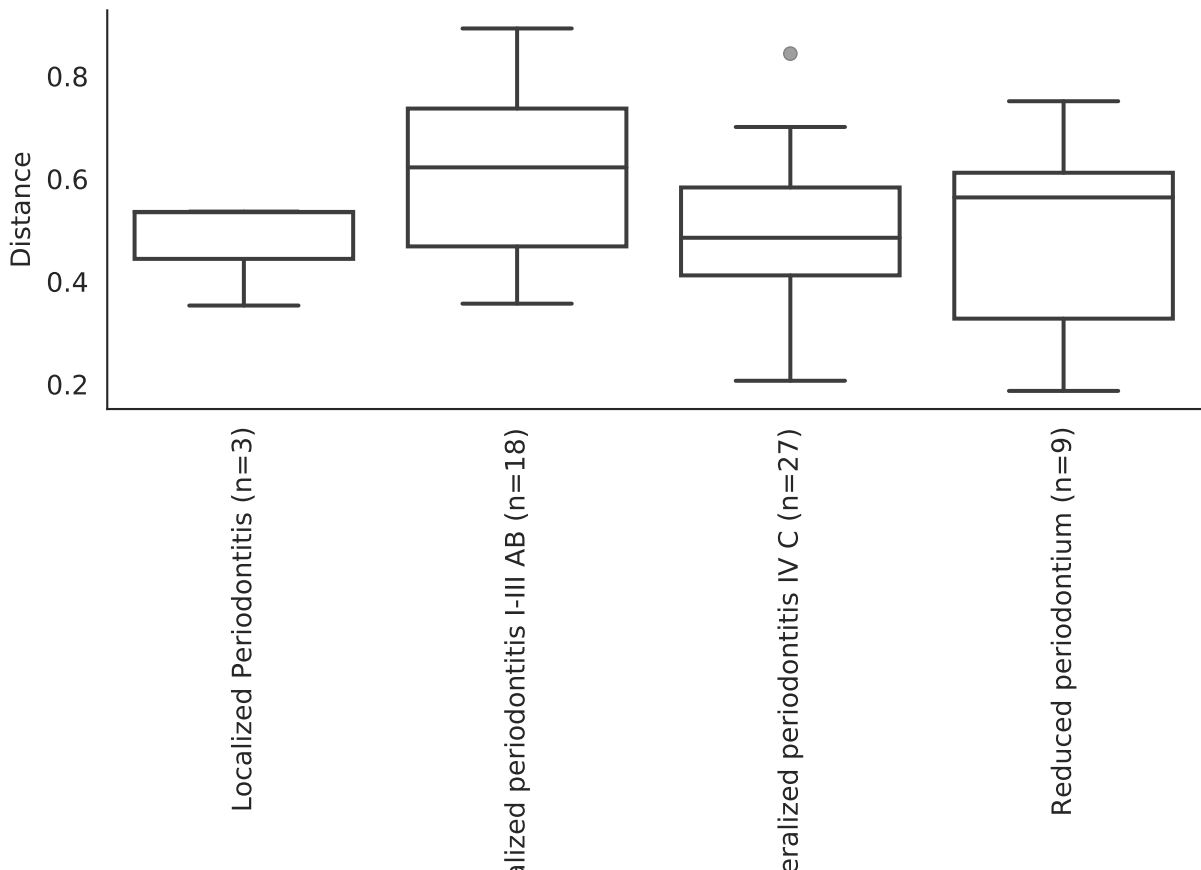 Distance
0.8
0.6
0.4
0.2
Localized Periodontitis (n=3)
alized periodontitis I-III AB (n=18)
eralized periodontitis IV C (n=27)
Reduced periodontium (n=9)